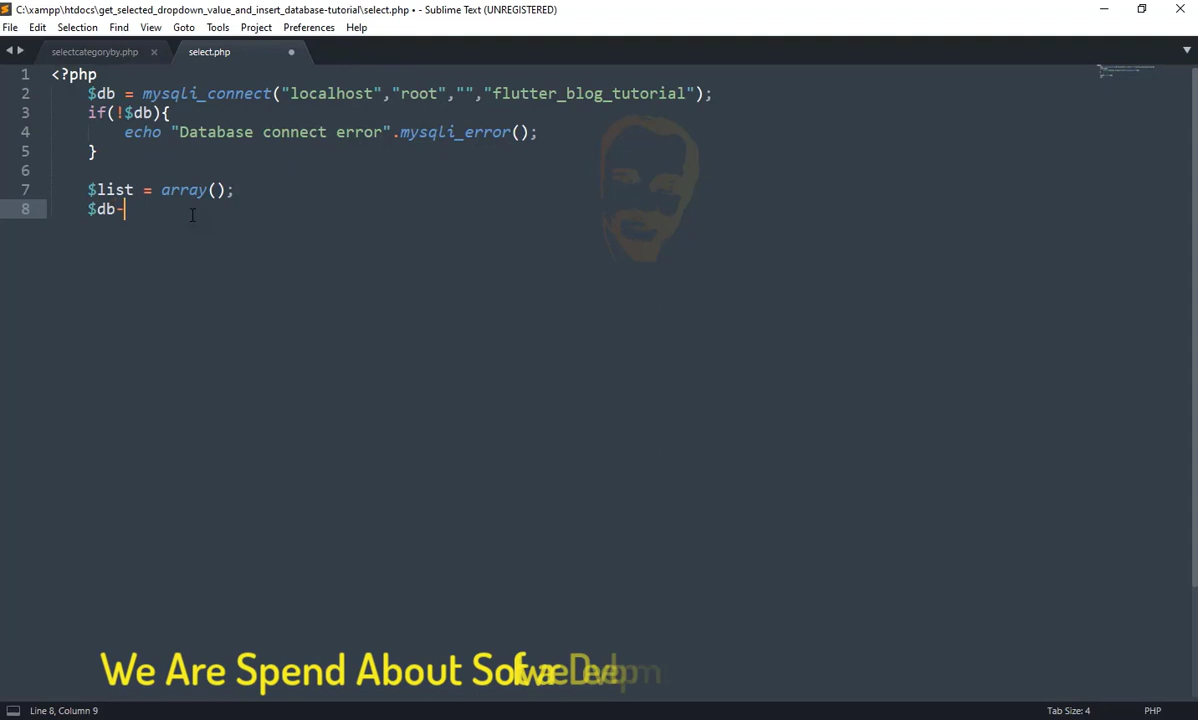 C:\xampp\htdocs\get_selected_dropdown_value_and_insert_database-tutorial\select.php • - Sublime Text (UNREGISTERED)
File Edit Selection Find View Goto Tools Project Preferences Help
selectcategoryby.php × select.php
1 <?php
2 $db = mysqli_connect("localhost","root","","flutter_blog_tutorial");
3 if(!$db){
4 echo "Database connect error".mysqli_error();
5 }
6
7 $list = array();
8 $db-
We Are Spend About
Line 8, Column 9 Tab Size: 4 PHP